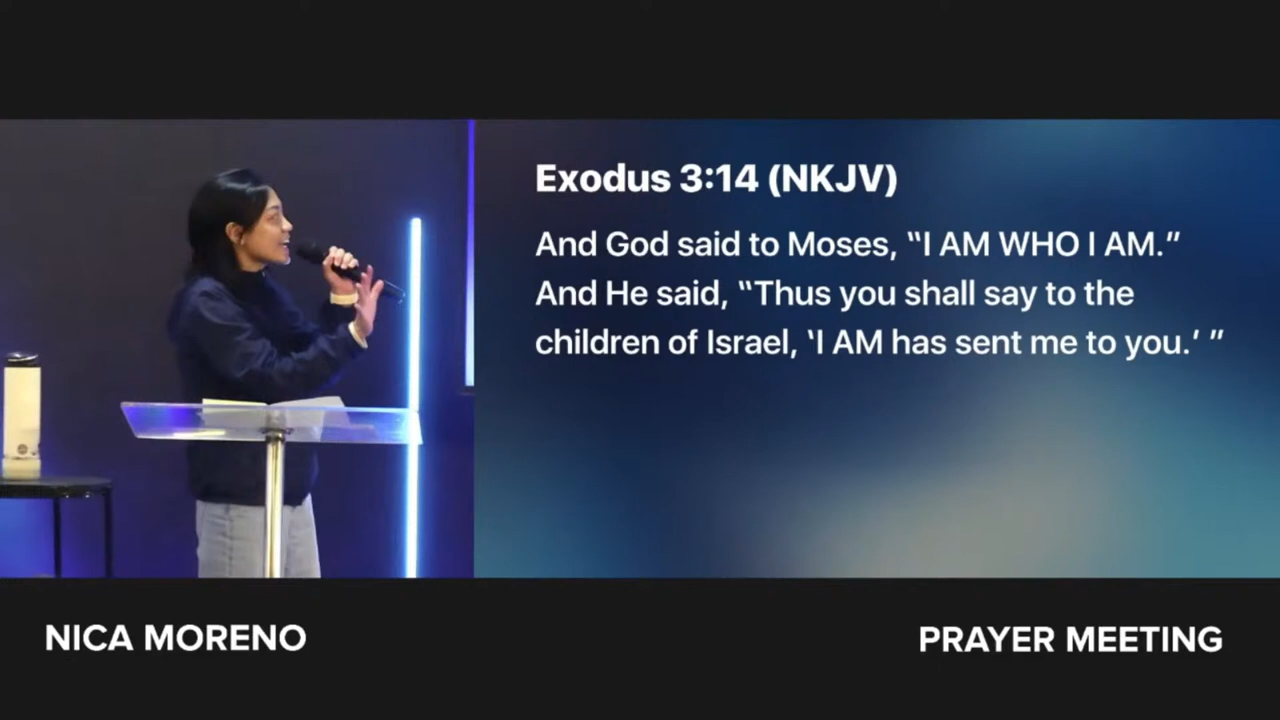 Exodus 3:14 (NKJV)
And God said to Moses, “I AM WHO I AM.”
And He said, “Thus you shall say to the
children of Israel, ‘I AM has sent me to you.’ ”
NICA MORENO
PRAYER MEETING